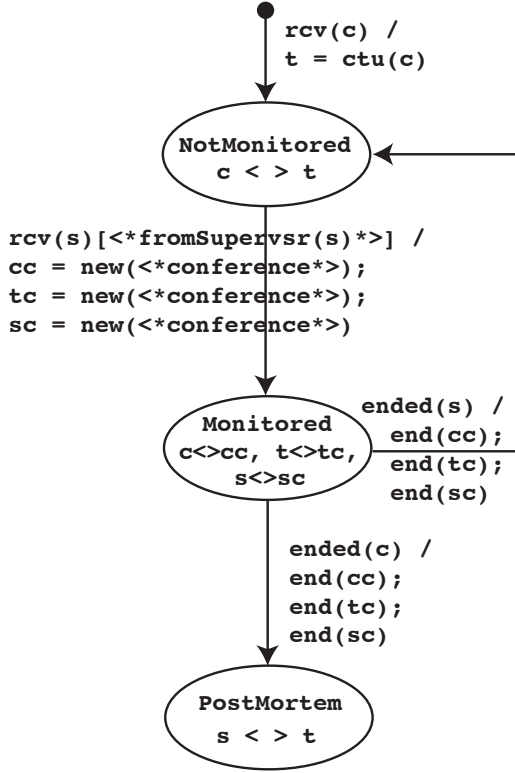 rcv(c) /
t = ctu(c)
NotMonitored
c < > t
rcv(s)[<*fromSupervsr(s)*>] /
cc = new(<*conference*>);
tc = new(<*conference*>);
sc = new(<*conference*>)
Monitored
c<>cc, t<>tc,
s<>sc
ended(s) /
end(cc);
end(tc);
end(sc)
ended(c) /
end(cc);
end(tc);
end(sc)
PostMortem
s < > t